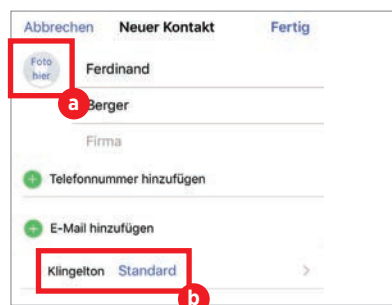 Abbrechen Neuer Kontakt Fertig
Foto
hier
Ferdinand
a
Berger
Firma
Telefonnummer hinzufügen
E-Mail hinzufügen
Klingelton Standard
b